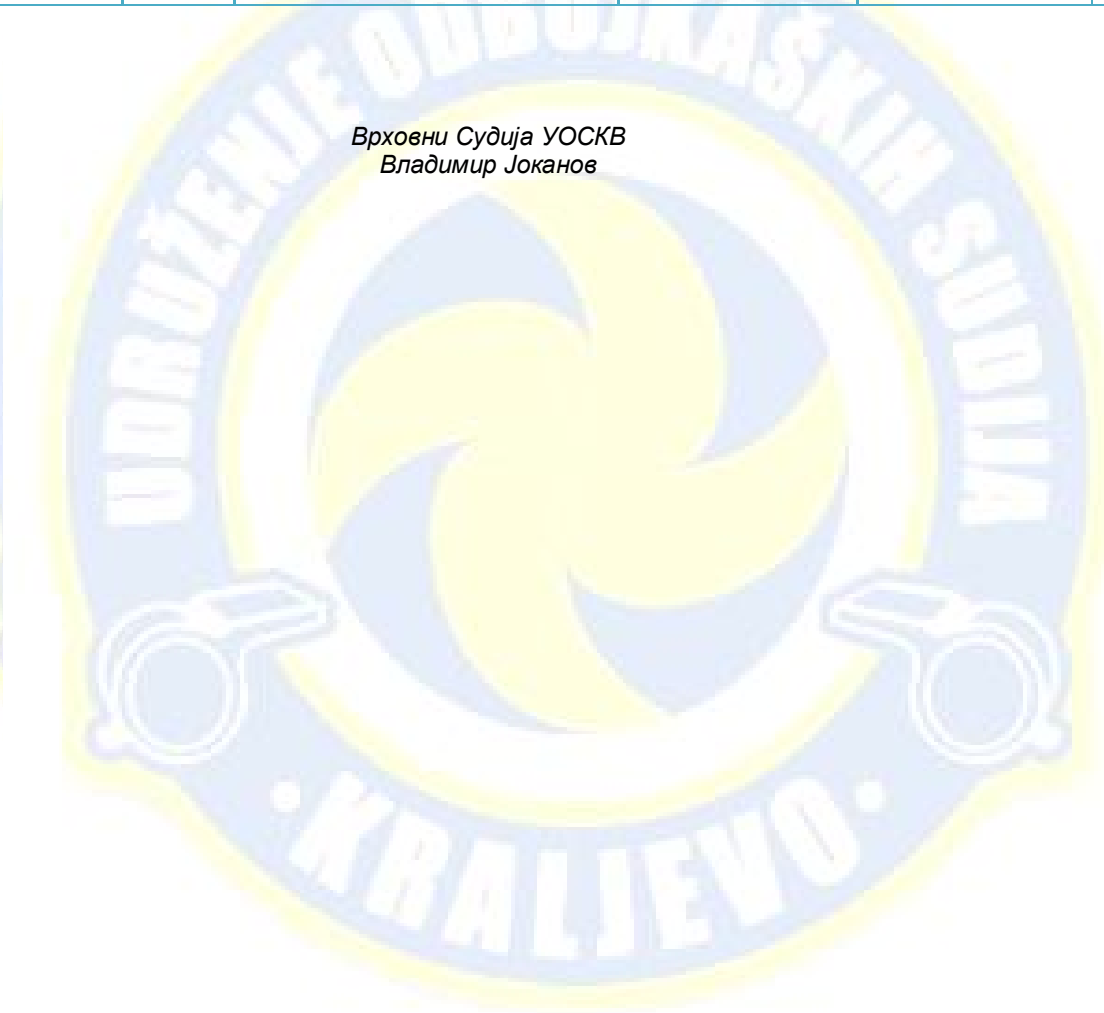 Врховни Судија УОСКВ
Владимир Јоканов
UDRUŽENJE ODBOJKAŠKIH SUDIJA
·KRALJEVO·